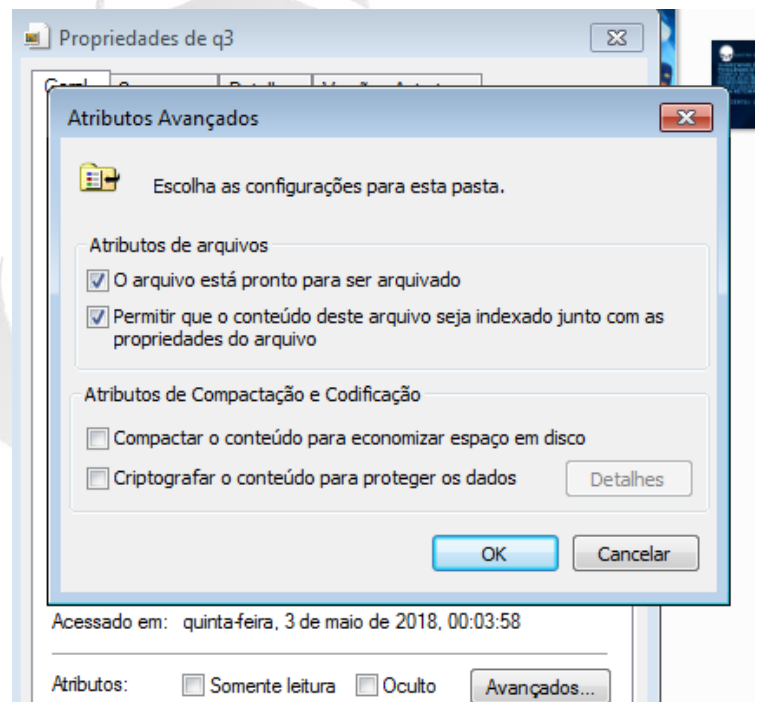 Propriedades de q3
Atributos Avançados
Escolha as configurações para esta pasta.
Atributos de arquivos
O arquivo está pronto para ser arquivado
Permitir que o conteúdo deste arquivo seja indexado junto com as
propriedades do arquivo
Atributos de Compactação e Codificação
Compactar o conteúdo para economizar espaço em disco
Criptografar o conteúdo para proteger os dados
Detalhes
OK
Cancelar
Acessado em: quinta-feira, 3 de maio de 2018, 00:03:58
Atributos: Somente leitura Oculto Avançados...